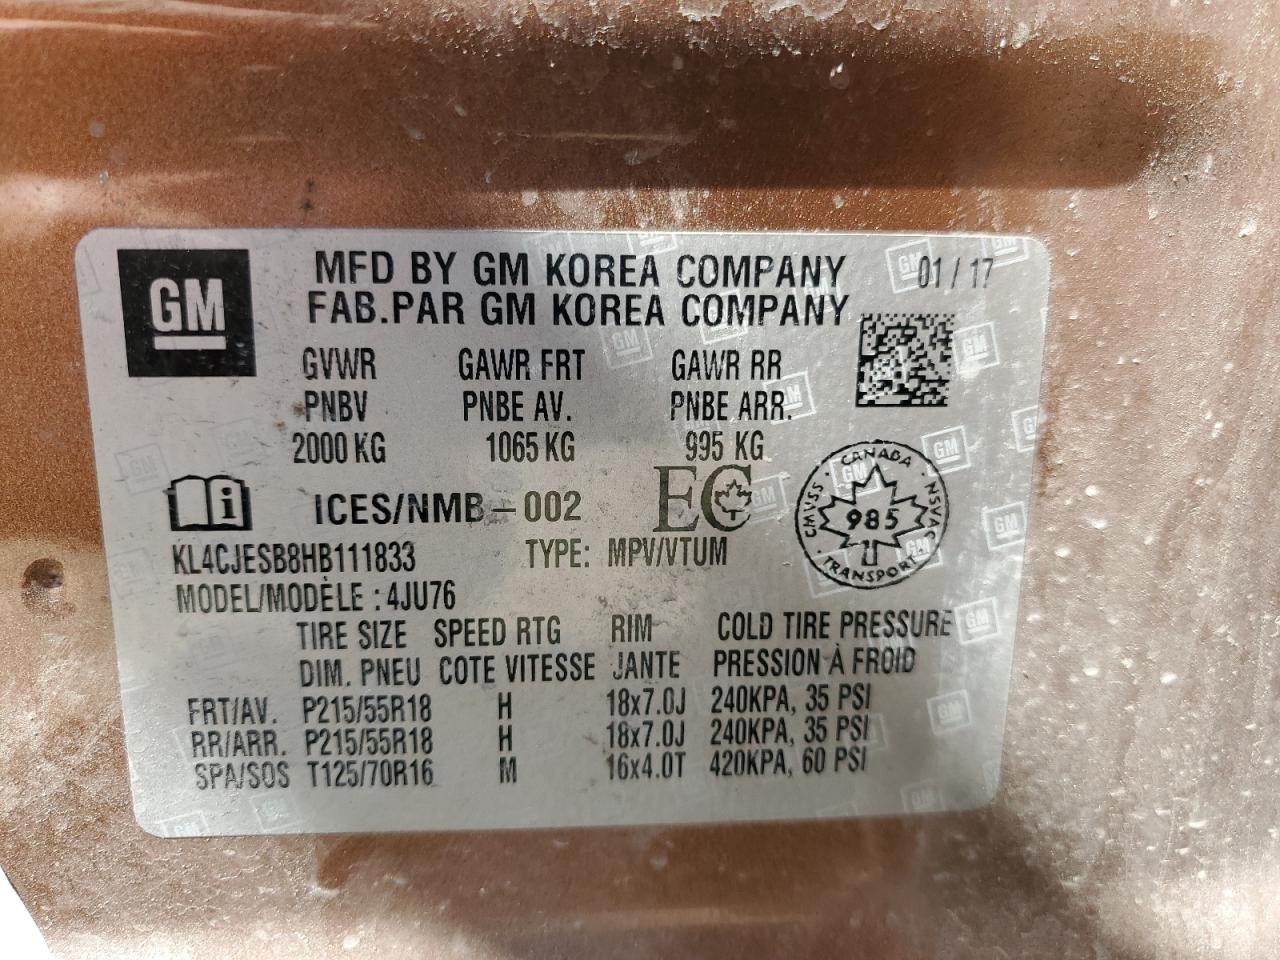 GM
MFD BY GM KOREA COMPANY 01 / 17
FAB.PAR GM KOREA COMPANY
GVWR GAWR FRT GAWR RR
PNBV PNBE AV. PNBE ARR.
2000 KG 1065 KG 995 KG
ICES/NMB-002 EC
CANADA
CMVSS 985 NSVAC
TRANSPORT
KL4CJESB8HB111833 TYPE: MPV/VTUM
MODEL/MODÈLE : 4JU76
TIRE SIZE SPEED RTG RIM COLD TIRE PRESSURE
DIM. PNEU COTE VITESSE JANTE PRESSION À FROID
FRT/AV. P215/55R18 H 18x7.0J 240KPA, 35 PSI
RR/ARR. P215/55R18 H 18x7.0J 240KPA, 35 PSI
SPA/SOS T125/70R16 M 16x4.0T 420KPA, 60 PSI